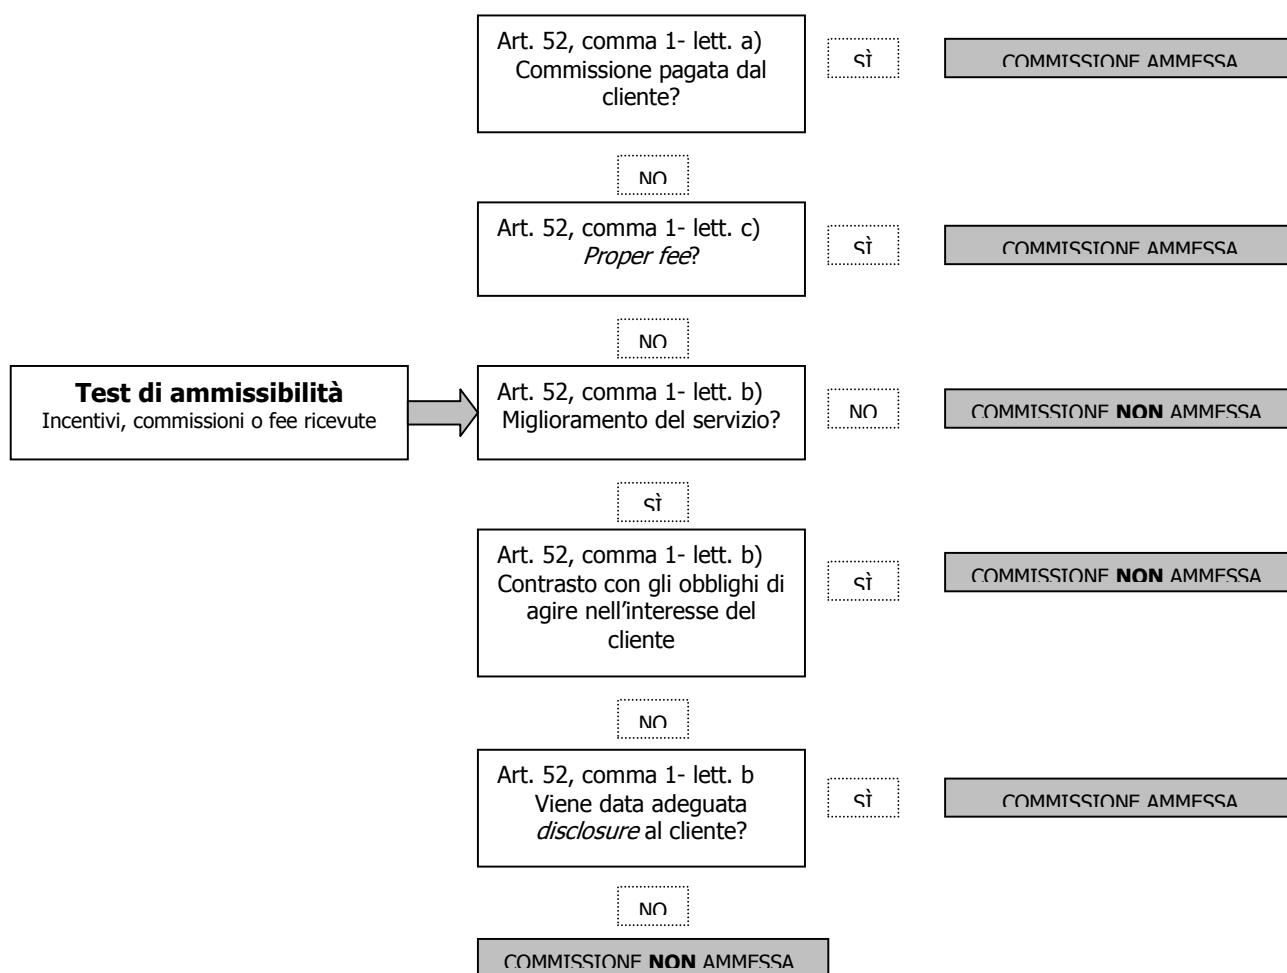 Art. 52, comma 1- lett. a)
Commissione pagata dal
cliente?
SÌ
COMMISSIONE AMMESSA
NO
Art. 52, comma 1- lett. c)
Proper fee?
SÌ
COMMISSIONE AMMESSA
NO
Test di ammissibilità
Incentivi, commissioni o fee ricevute
Art. 52, comma 1- lett. b)
Miglioramento del servizio?
NO
COMMISSIONE NON AMMESSA
SÌ
Art. 52, comma 1- lett. b)
Contrasto con gli obblighi di
agire nell’interesse del
cliente
SÌ
COMMISSIONE NON AMMESSA
NO
Art. 52, comma 1- lett. b
Viene data adeguata
disclosure al cliente?
SÌ
COMMISSIONE AMMESSA
NO
COMMISSIONE NON AMMESSA